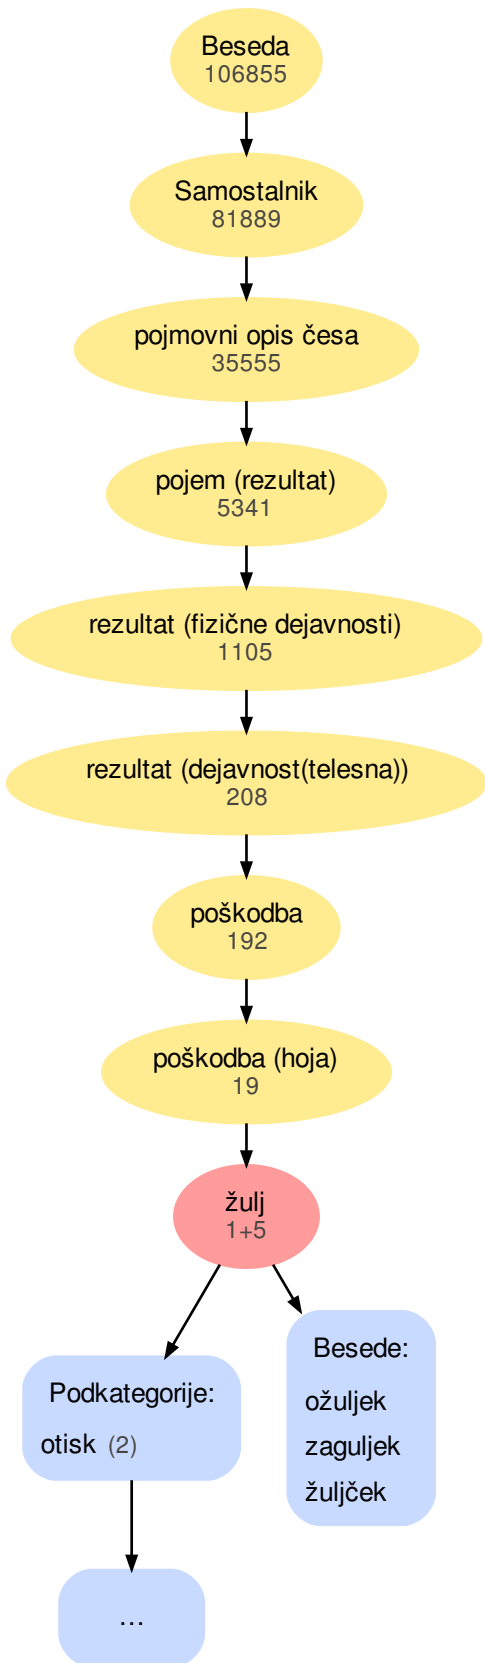 Beseda
106855
Samostalnik
81889
pojmovni opis česa
35555
pojem (rezultat)
5341
rezultat (fizične dejavnosti)
1105
rezultat (dejavnost(telesna))
208
poškodba
192
poškodba (hoja)
19
žulj
1+5
Podkategorije:
otisk (2)
...
Besede:
ožuljek
zaguljek
žuljček